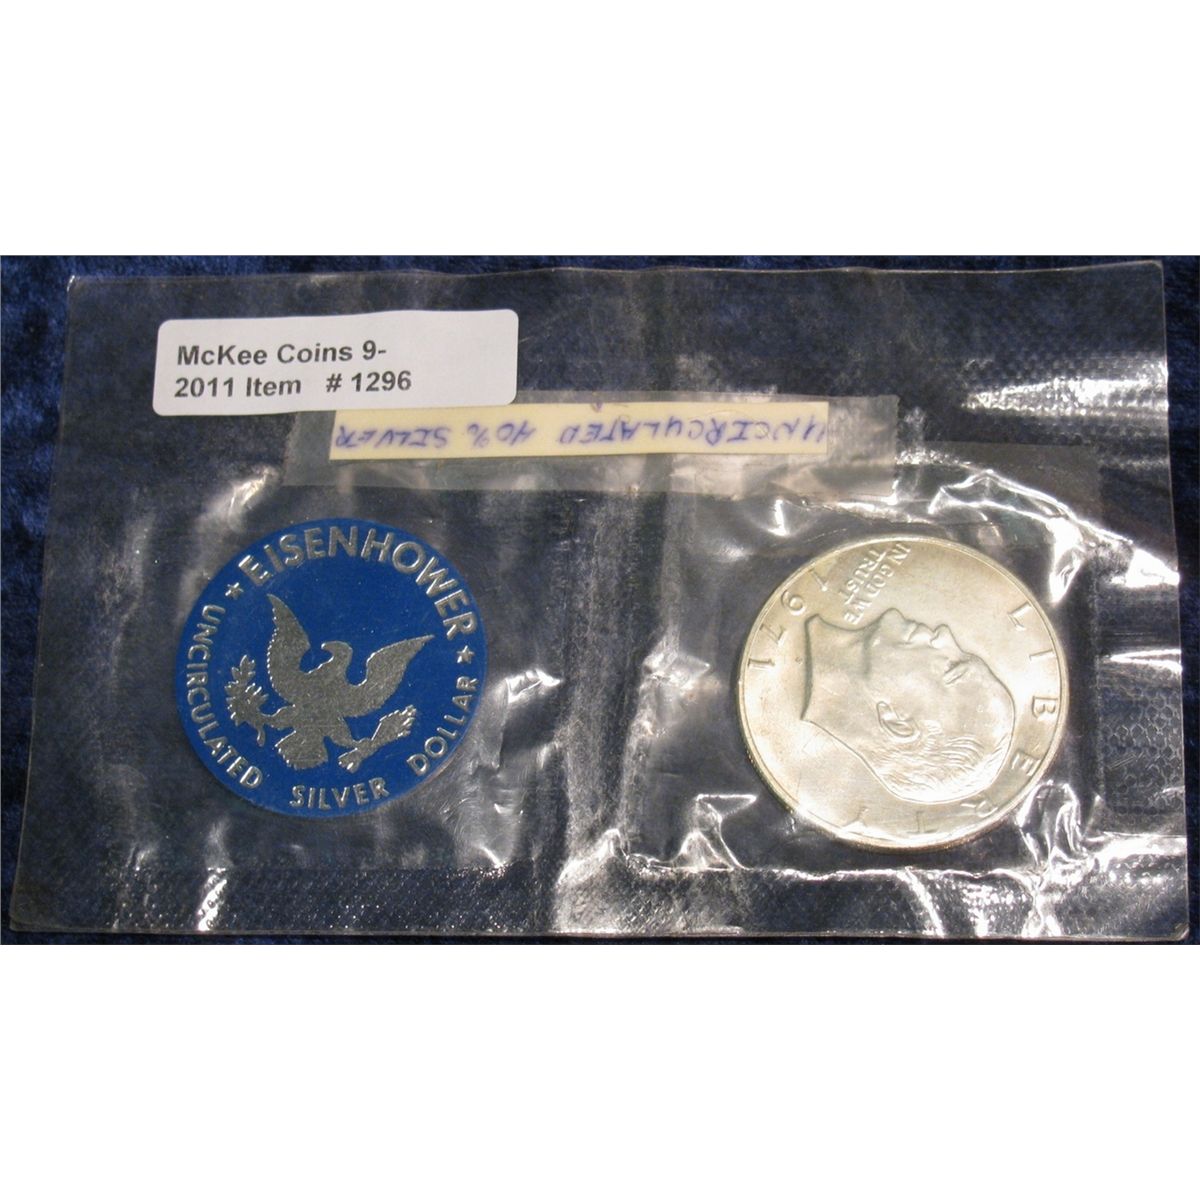 McKee Coins 9-
2011 Item # 1296
UNCIRCULATED 40% SILVER
★ EISENHOWER ★
UNCIRCULATED SILVER DOLLAR
LIBERTY
IN GOD WE
TRUST
1971